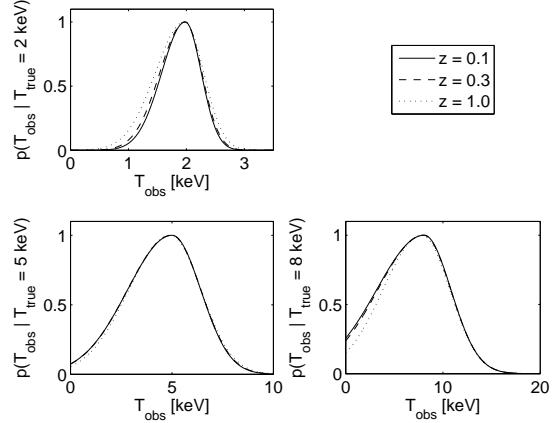 1
0.5
0
0
1
2
3
T_obs [keV]
p(T_obs | T_true = 2 keV)
z = 0.1
z = 0.3
z = 1.0
1
0.5
0
0
5
10
T_obs [keV]
p(T_obs | T_true = 5 keV)
1
0.5
0
0
10
20
T_obs [keV]
p(T_obs | T_true = 8 keV)